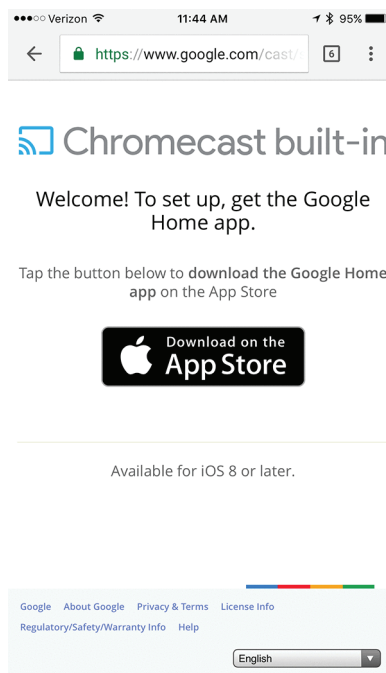 Verizon 11:44 AM 95%
https://www.google.com/cast/
6
Chromecast built-in
Welcome! To set up, get the Google
Home app.
Tap the button below to download the Google Home
app on the App Store
Download on the
App Store
Available for iOS 8 or later.
Google About Google Privacy & Terms License Info
Regulatory/Safety/Warranty Info Help
English